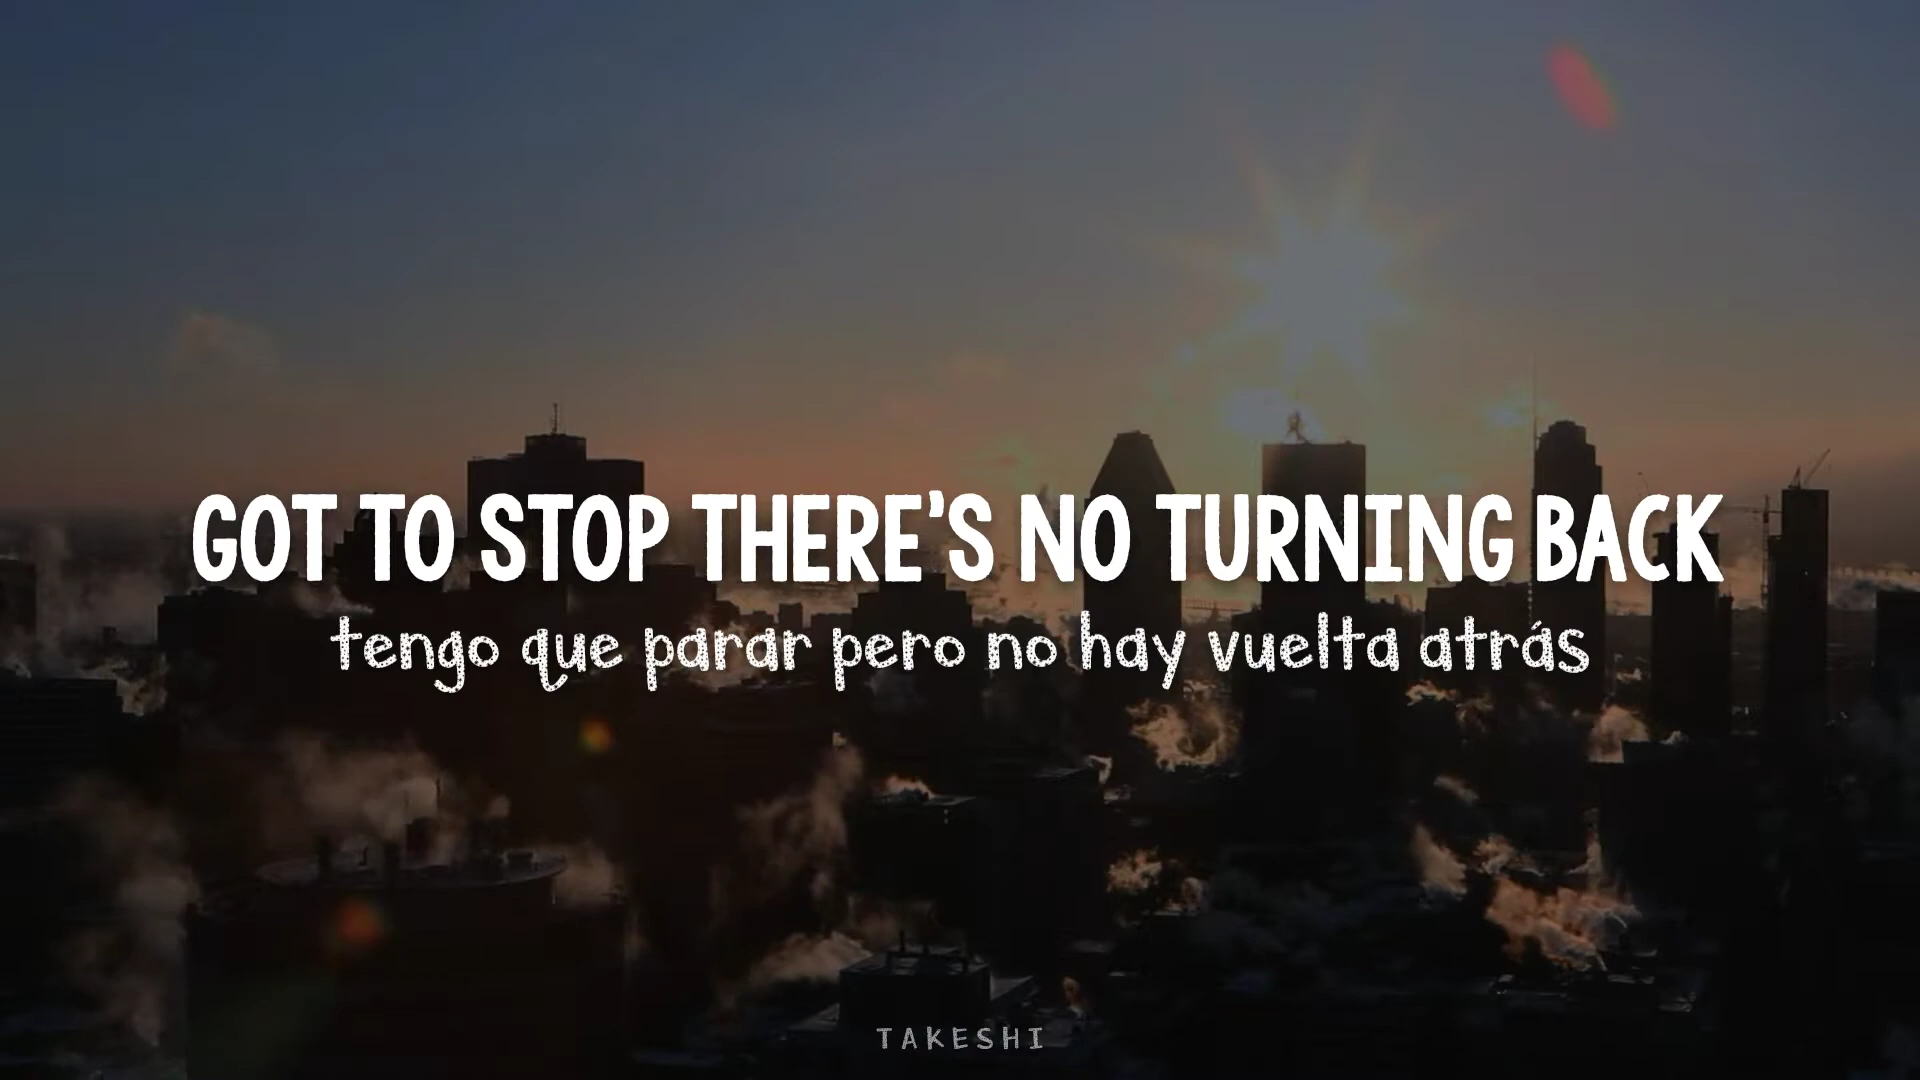 GOT TO STOP THERE'S NO TURNING BACK
tengo que parar pero no hay vuelta atrás
TAKESHI